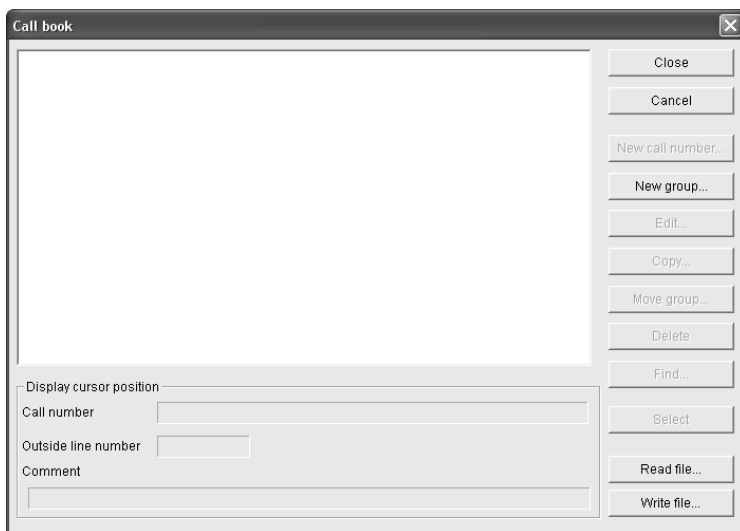 Call book
Close
Cancel
New call number...
New group...
Edit...
Copy...
Move group...
Delete
Find...
Select
Display cursor position
Call number
Outside line number
Comment
Read file...
Write file...